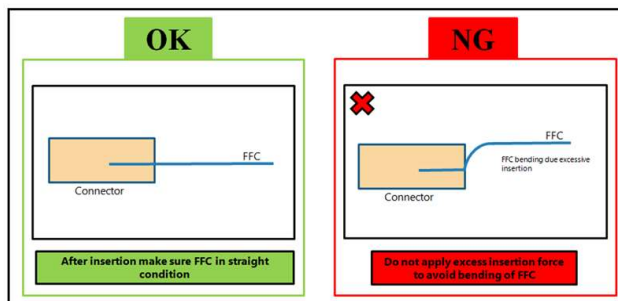 OK
FFC
Connector
After insertion make sure FFC in straight
condition
NG
FFC
FFC bending due excessive
insertion
Connector
Do not apply excess insertion force
to avoid bending of FFC